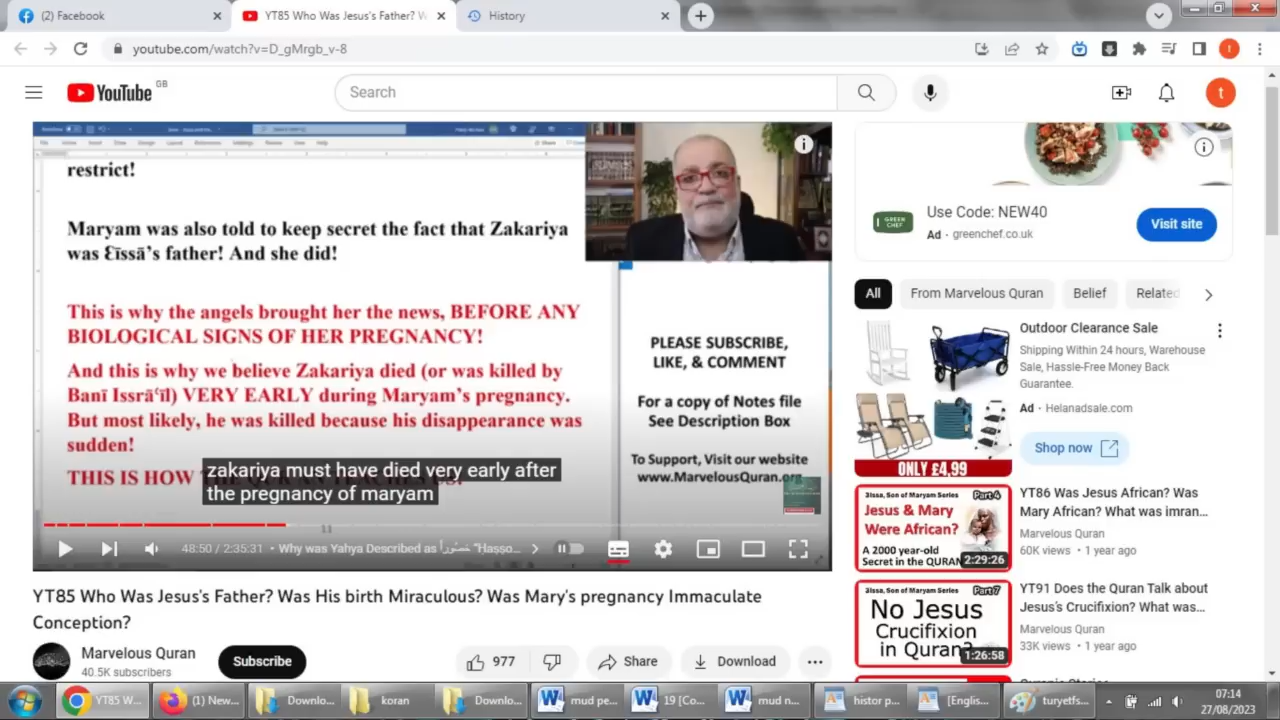 (2) Facebook
YT85 Who Was Jesus's Father? W
History
youtube.com/watch?v=D_gMrgb_v-8
YouTube GB
Search
t
restrict!
Maryam was also told to keep secret the fact that Zakariya
was Ɛīssā's father! And she did!
This is why the angels brought her the news, BEFORE ANY
BIOLOGICAL SIGNS OF HER PREGNANCY!
And this is why we believe Zakariya died (or was killed by
Banī Issrā'īl) VERY EARLY during Maryam's pregnancy.
But most likely, he was killed because his disappearance was
sudden!
THIS IS HOW
zakariya must have died very early after
the pregnancy of maryam
PLEASE SUBSCRIBE,
LIKE, & COMMENT
For a copy of Notes file
See Description Box
To Support, Visit our website
www.MarvelousQuran.org
48:50 / 2:35:31 • Why was Yahya Described as حَصُوراً "Hasso...
YT85 Who Was Jesus's Father? Was His birth Miraculous? Was Mary's pregnancy Immaculate
Conception?
Marvelous Quran
40.5K subscribers
Subscribe
977
Share
Download
GREEN
CHEF
Use Code: NEW40
Ad • greenchef.co.uk
Visit site
All
From Marvelous Quran
Belief
Related
Outdoor Clearance Sale
Shipping Within 24 hours, Warehouse
Sale, Hassle-Free Money Back
Guarantee.
Ad • Helanadsale.com
Shop now
ONLY £4,99
3issa, Son of Maryam Series Part 4
Jesus & Mary
Were African?
A 2000 year-old
Secret in the QURAN
2:29:26
YT86 Was Jesus African? Was
Mary African? What was imran...
Marvelous Quran
60K views • 1 year ago
3issa, Son of Maryam Series Part 7
No Jesus
Crucifixion
in Quran?
1:26:58
YT91 Does the Quran Talk about
Jesus's Crucifixion? What was...
Marvelous Quran
33K views • 1 year ago
YT85 W...
(1) New...
Downlo...
koran
Downlo...
mud pe...
19 [Co...
mud n...
histor p...
[Englis...
turyetfs...
07:14
27/08/2023